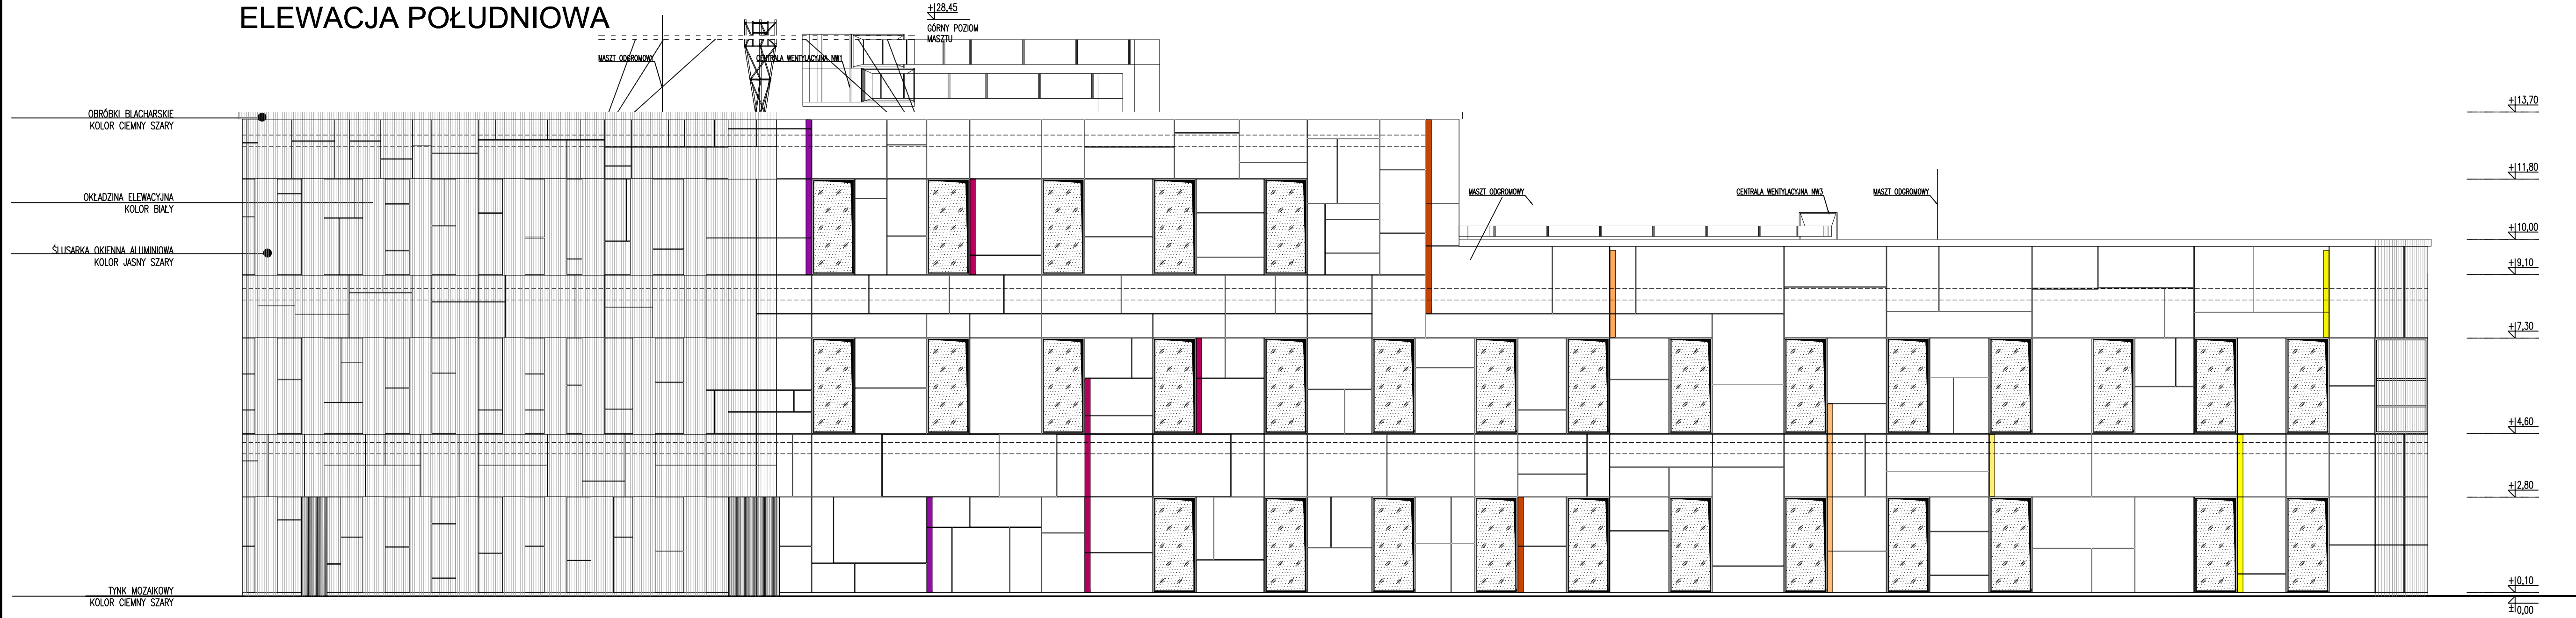 ELEWACJA POŁUDNIOWA
+28,45
GÓRNY POZIOM
MASZTU
MASZT ODGROMOWY
CENTRALA WENTYLACYJNA NW1
OBRÓBKI BLACHARSKIE
KOLOR CIEMNY SZARY
+13,70
+11,80
OKŁADZINA ELEWACYJNA
KOLOR BIAŁY
MASZT ODGROMOWY
CENTRALA WENTYLACYJNA NW3
MASZT ODGROMOWY
+10,00
ŚLUSARKA OKIENNA ALUMINIOWA
KOLOR JASNY SZARY
+9,10
+7,30
+4,60
+2,80
TYNK MOZAIKOWY
KOLOR CIEMNY SZARY
+0,10
±0,00